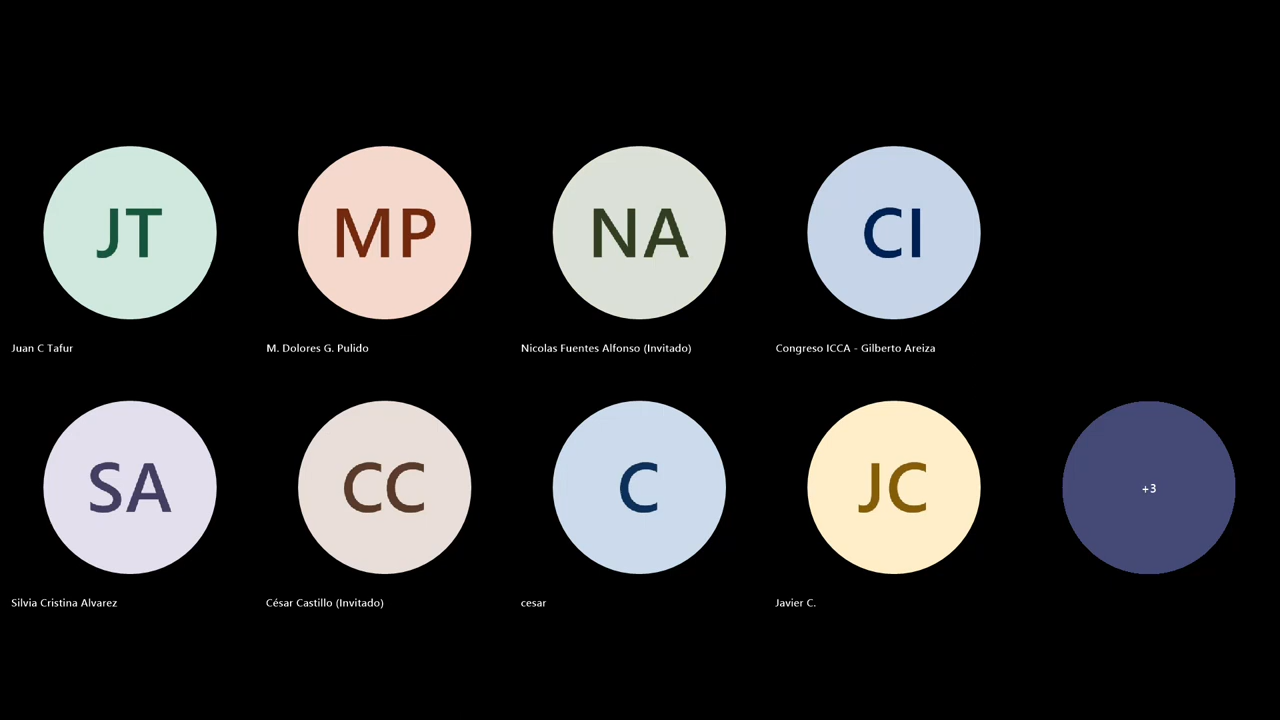 JT
MP
NA
CI
Juan C Tafur
M. Dolores G. Pulido
Nicolas Fuentes Alfonso (Invitado)
Congreso ICCA - Gilberto Areiza
SA
CC
C
JC
+3
Silvia Cristina Alvarez
César Castillo (Invitado)
cesar
Javier C.